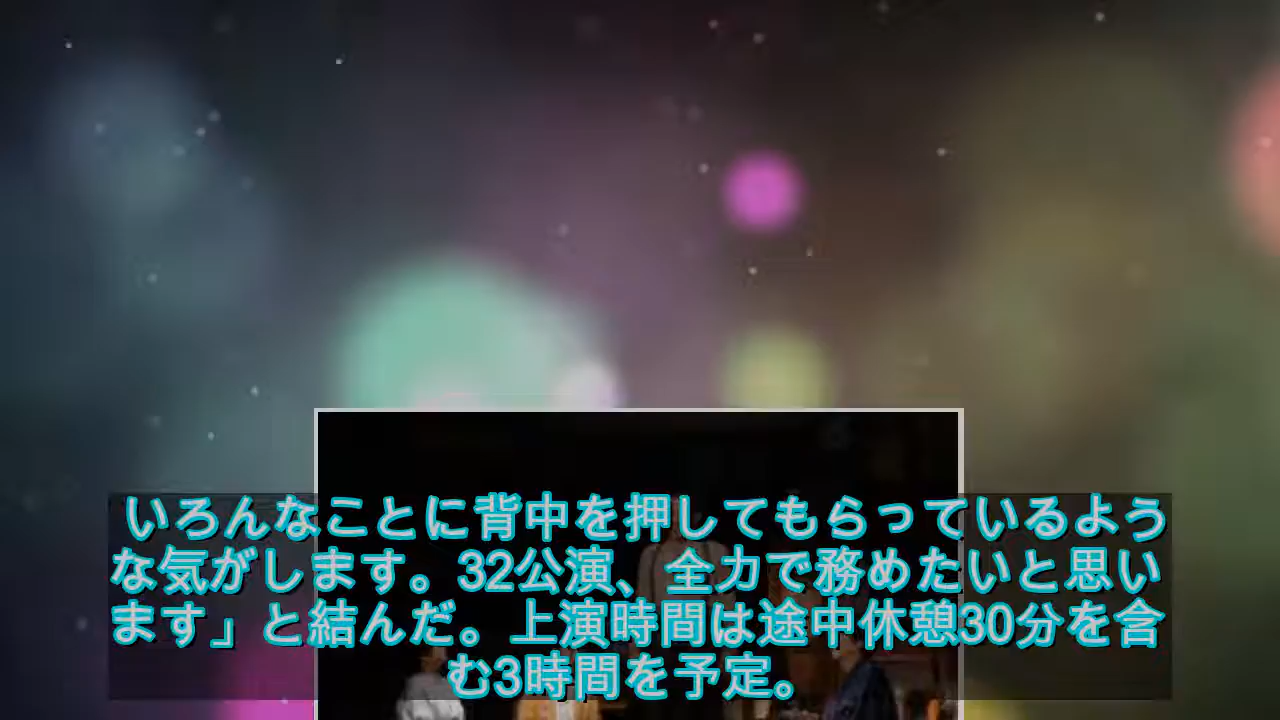 いろんなことに背中を押してもらっているよう
な気がします。32公演、全力で務めたいと思い
ます」と結んだ。上演時間は途中休憩30分を含
む3時間を予定。